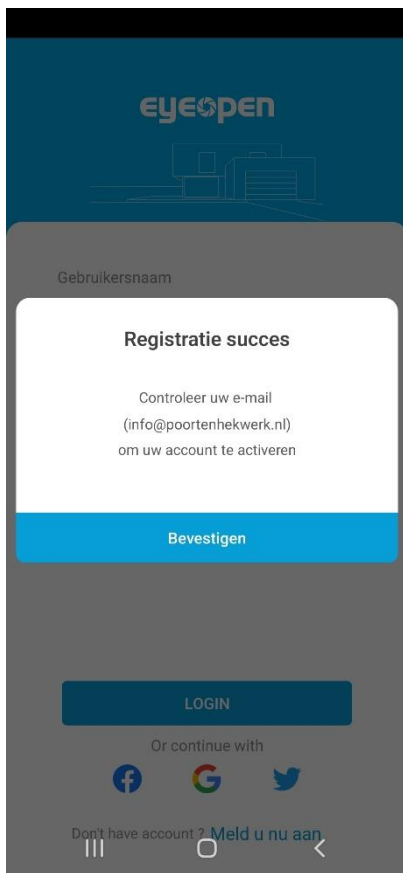 eyeopen
Gebruikersnaam
Registratie succes
Controleer uw e-mail
(info@poortenhekwerk.nl)
om uw account te activeren
Bevestigen
LOGIN
Or continue with
Don't have account ? Meld u nu aan